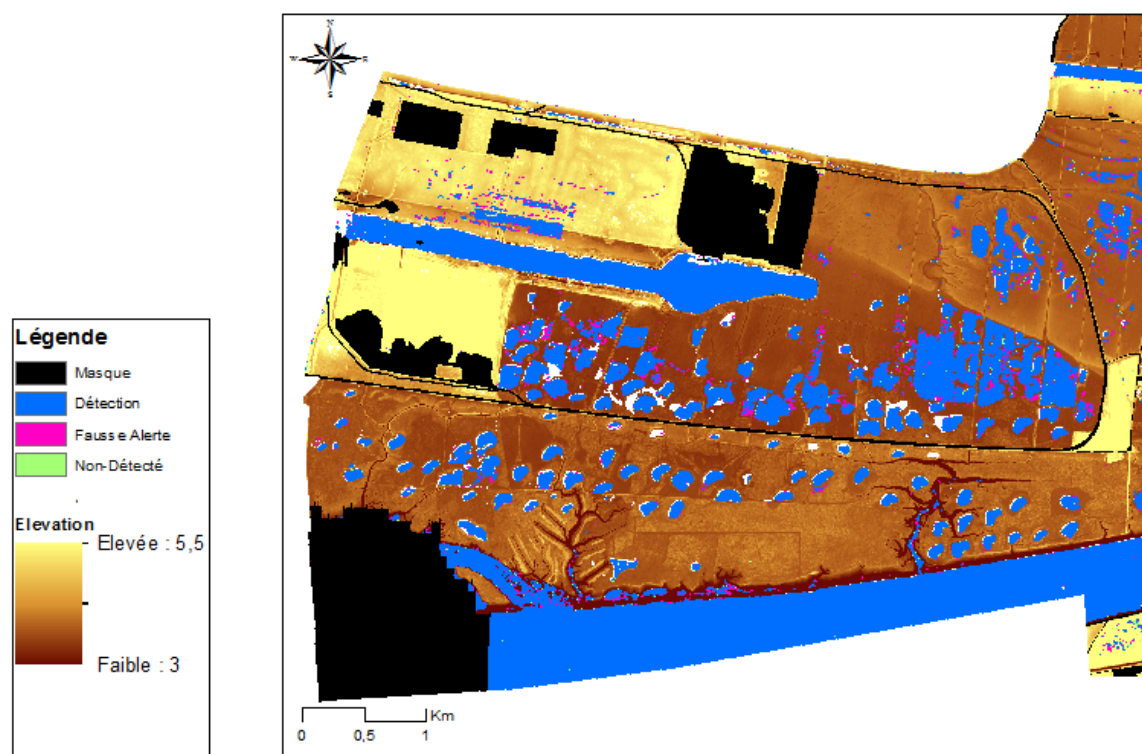 N
W
S
Légende
Masque
Détection
Fausse Alerte
Non-Détecté
Elevation
Elevée : 5,5
Faible : 3
Km
0 0,5 1